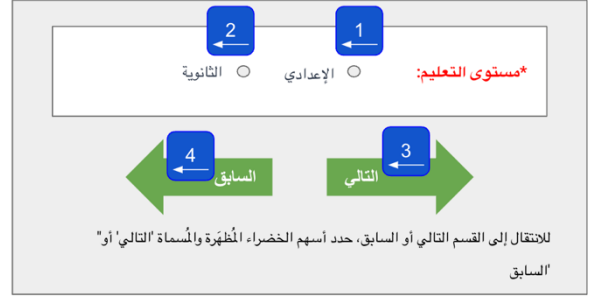 2
1
*مستوى التعليم: الإعدادي الثانوية
3
4
التالي
السابق
للانتقال إلى القسم التالي أو السابق، حدد أسهم الخضراء المُظهَرة والمُسماة 'التالي' أو"
'السابق